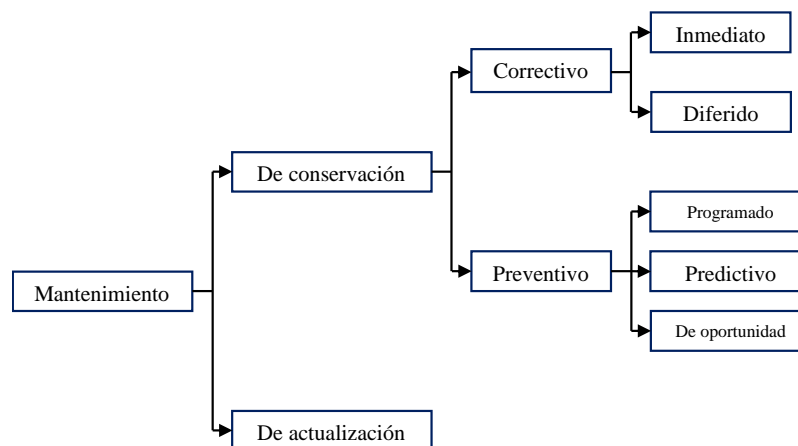 Mantenimiento
De conservación
Correctivo
Inmediato
Diferido
Preventivo
Programado
Predictivo
De oportunidad
De actualización